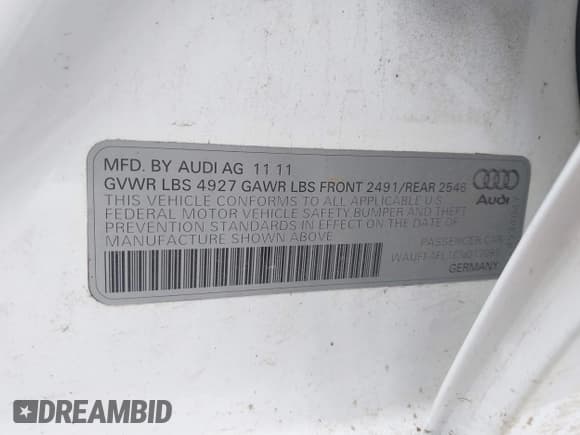 MFD. BY AUDI AG 11 11
GVWR LBS 4927 GAWR LBS FRONT 2491/REAR 2546
THIS VEHICLE CONFORMS TO ALL APPLICABLE U.S.
FEDERAL MOTOR VEHICLE SAFETY, BUMPER AND THEFT
PREVENTION STANDARDS IN EFFECT ON THE DATE OF
MANUFACTURE SHOWN ABOVE
Audi
PASSENGER CAR
GERMANY
DREAMBID